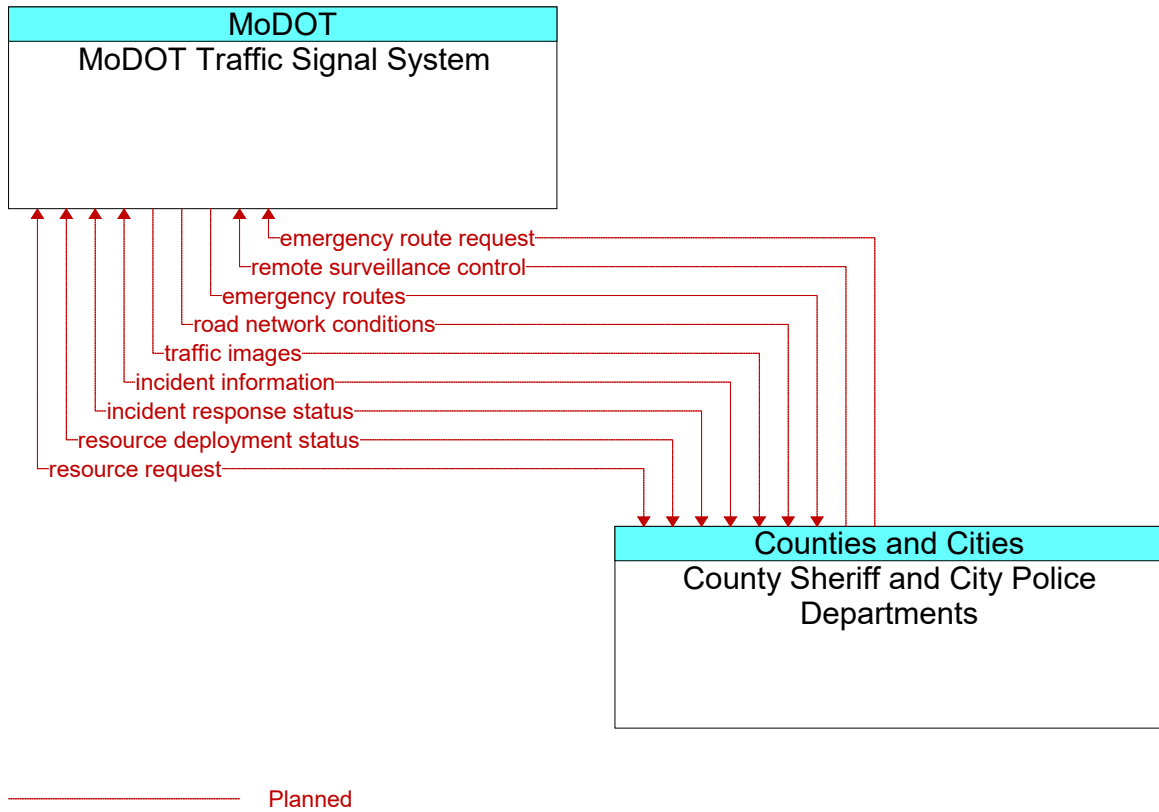 MoDOT
MoDOT Traffic Signal System
emergency route request
remote surveillance control
emergency routes
road network conditions
traffic images
incident information
incident response status
resource deployment status
resource request
Counties and Cities
County Sheriff and City Police
Departments
Planned